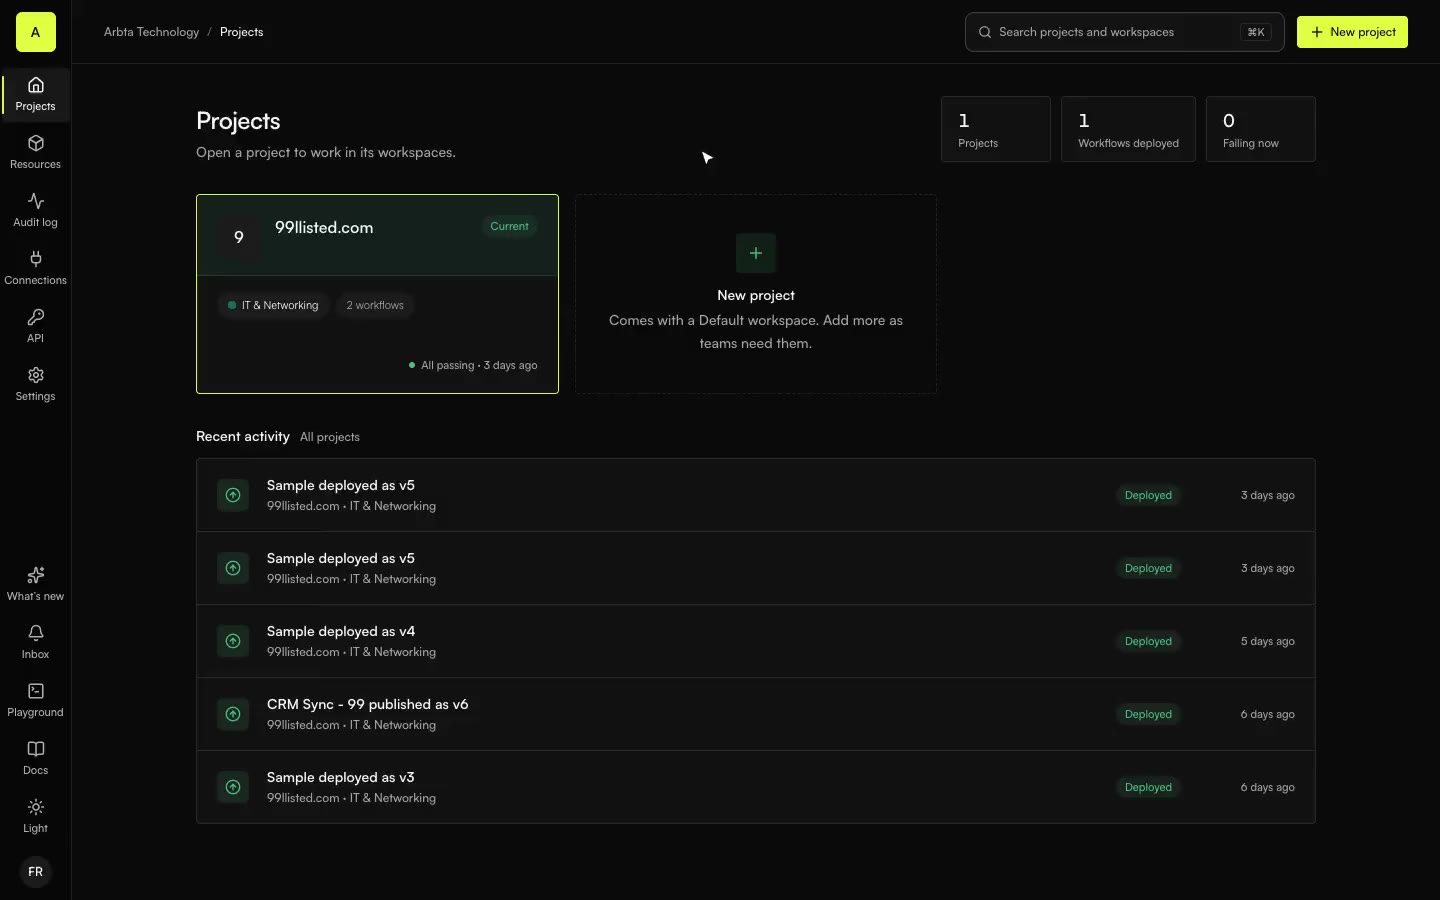 A
Arbta Technology / Projects
Search projects and workspaces ⌘K
New project
Projects
Resources
Audit log
Connections
API
Settings
What's new
Inbox
Playground
Docs
Light
FR
Projects
Open a project to work in its workspaces.
1
Projects
1
Workflows deployed
0
Failing now
9
99llisted.com
Current
IT & Networking
2 workflows
All passing · 3 days ago
New project
Comes with a Default workspace. Add more as
teams need them.
Recent activity All projects
Sample deployed as v5
99llisted.com · IT & Networking
Deployed
3 days ago
Sample deployed as v5
99llisted.com · IT & Networking
Deployed
3 days ago
Sample deployed as v4
99llisted.com · IT & Networking
Deployed
5 days ago
CRM Sync - 99 published as v6
99llisted.com · IT & Networking
Deployed
6 days ago
Sample deployed as v3
99llisted.com · IT & Networking
Deployed
6 days ago